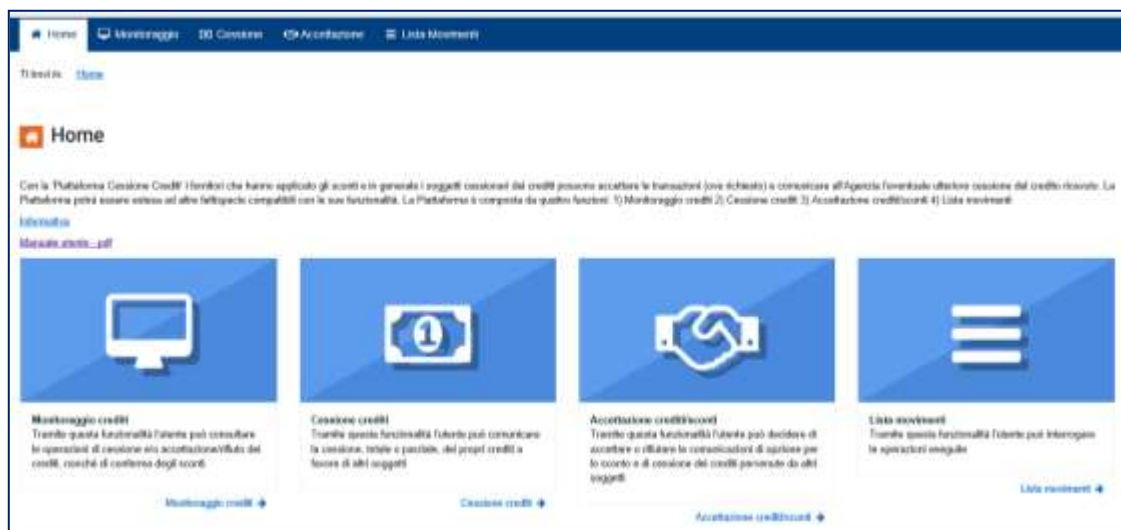 Home Monitoraggio Cessione Accettazione Lista Movimenti
Ti trovi in: Home
Home
Con la 'Piattaforma Cessione Crediti' i fornitori che hanno applicato gli sconti e in generale i soggetti cessionari dei crediti possono accettare le transazioni (ove richiesto) e comunicare all'Agenzia l'eventuale ulteriore cessione del credito ricevuto. La
Piattaforma potrà essere estesa ad altre fattispecie compatibili con le sue funzionalità. La Piattaforma è composta da quattro funzioni: 1) Monitoraggio crediti 2) Cessione crediti 3) Accettazione crediti/sconti 4) Lista movimenti
Informativa
Manuale utente - pdf
1
Monitoraggio crediti
Tramite questa funzionalità l'utente può consultare
le operazioni di cessione e/o accettazione/rifiuto dei
crediti, nonché di conferma degli sconti.
Monitoraggio crediti
Cessione crediti
Tramite questa funzionalità l'utente può comunicare
la cessione, totale o parziale, dei propri crediti a
favore di altri soggetti
Cessione crediti
Accettazione crediti/sconti
Tramite questa funzionalità l'utente può decidere di
accettare o rifiutare le comunicazioni di opzione per
lo sconto e di cessione dei crediti pervenute da altri
soggetti
Accettazione crediti/sconti
Lista movimenti
Tramite questa funzionalità l'utente può interrogare
le operazioni eseguite
Lista movimenti